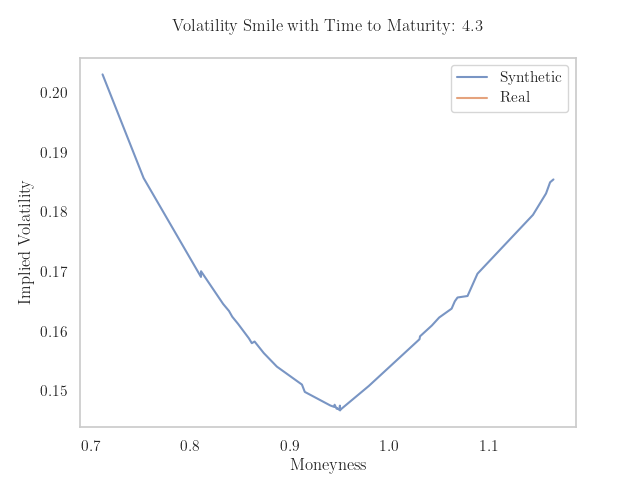 Volatility Smile with Time to Maturity: 4.3
Synthetic
Real
0.20
0.19
0.18
0.17
0.16
0.15
Implied Volatility
0.7 0.8 0.9 1.0 1.1
Moneyness